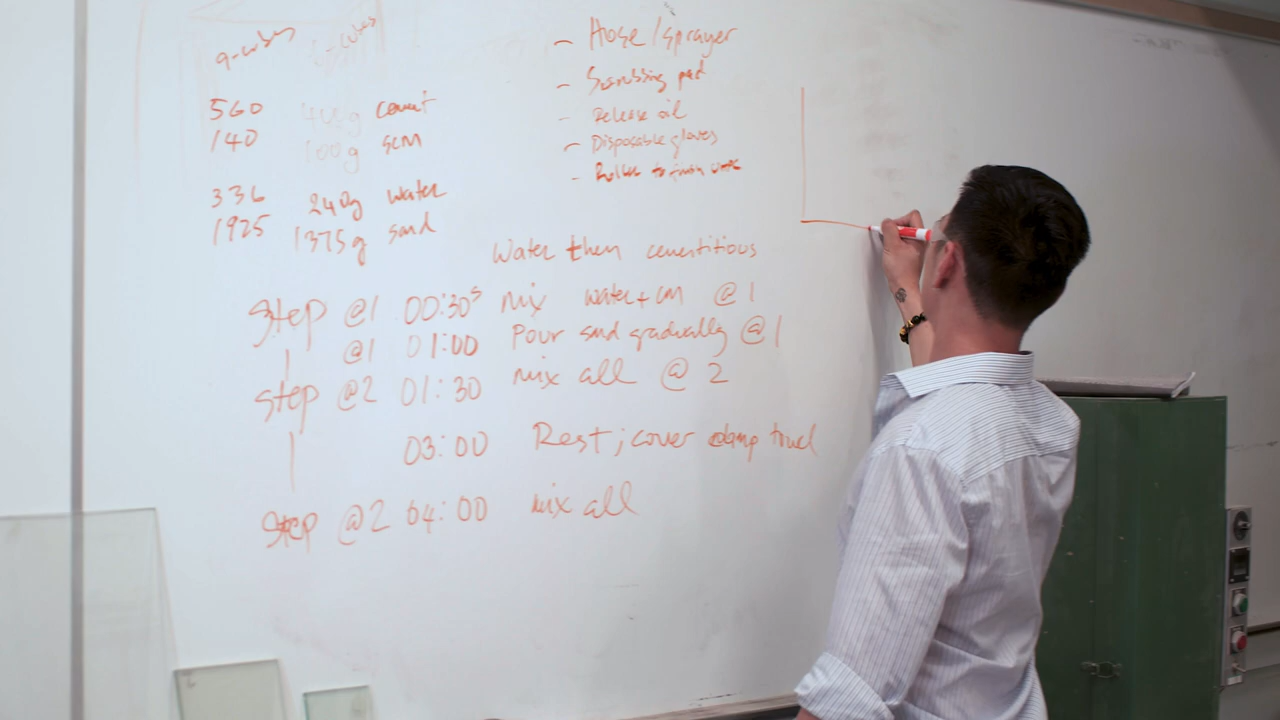 9-cubes -cubes
560 400g cement
140 100g SCM
336 240g water
1925 1375g sand
- Hose/sprayer
- Scrubbing pad
- Release oil
- Disposable gloves
- to finish
Water then cementitious
Step @1 00:30s mix water + cm @ 1
@1 01:00 Pour sand gradually @ 1
step @2 01:30 mix all @ 2
03:00 Rest; cover damp towel
Step @2 04:00 mix all